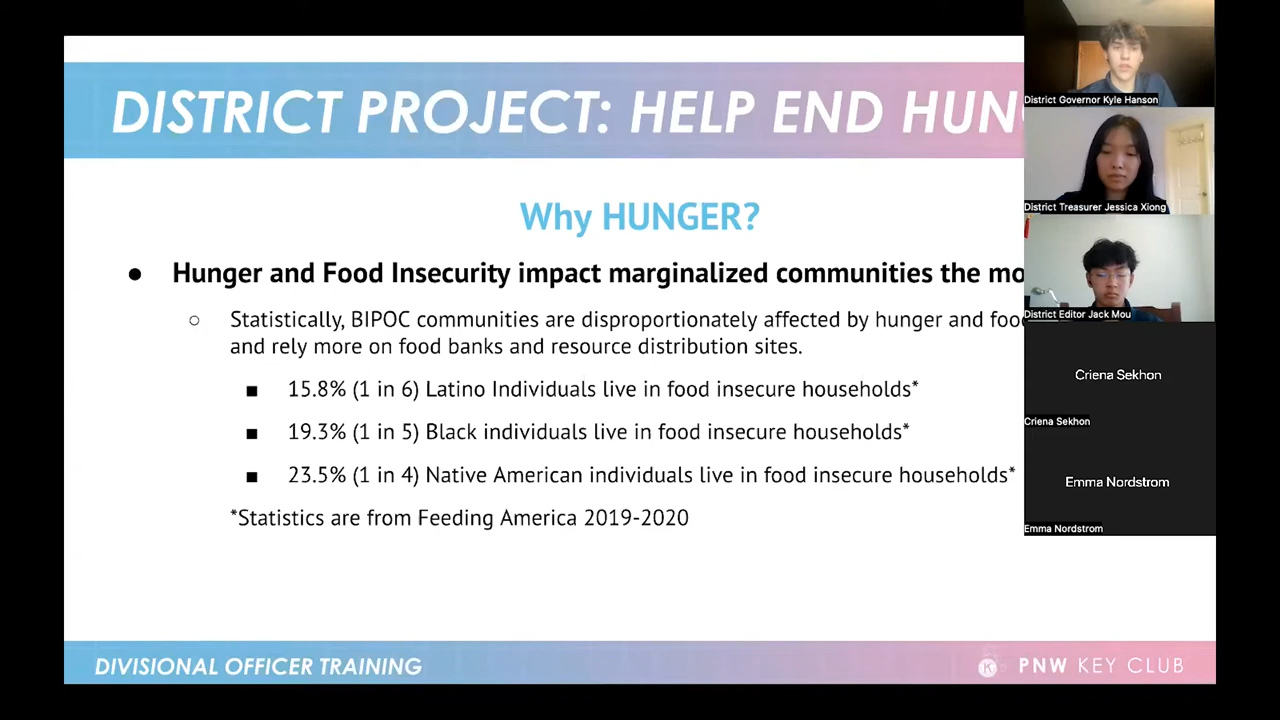 DISTRICT PROJECT: HELP END HUN
Why HUNGER?
● Hunger and Food Insecurity impact marginalized communities the mo
○ Statistically, BIPOC communities are disproportionately affected by hunger and foo
and rely more on food banks and resource distribution sites.
■ 15.8% (1 in 6) Latino Individuals live in food insecure households*
■ 19.3% (1 in 5) Black individuals live in food insecure households*
■ 23.5% (1 in 4) Native American individuals live in food insecure households*
*Statistics are from Feeding America 2019-2020
DIVISIONAL OFFICER TRAINING
K PNW KEY CLUB
District Governor Kyle Hanson
District Treasurer Jessica Xiong
District Editor Jack Mou
Criena Sekhon
Criena Sekhon
Emma Nordstrom
Emma Nordstrom